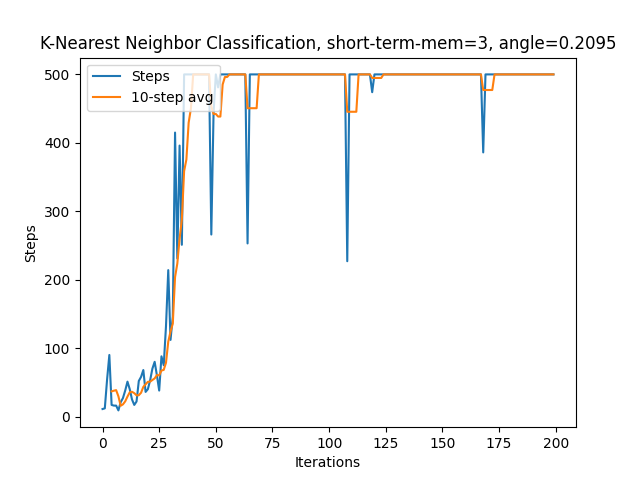 K-Nearest Neighbor Classification, short-term-mem=3, angle=0.2095
Steps
10-step avg
500
400
300
200
100
0
Steps
0 25 50 75 100 125 150 175 200
Iterations